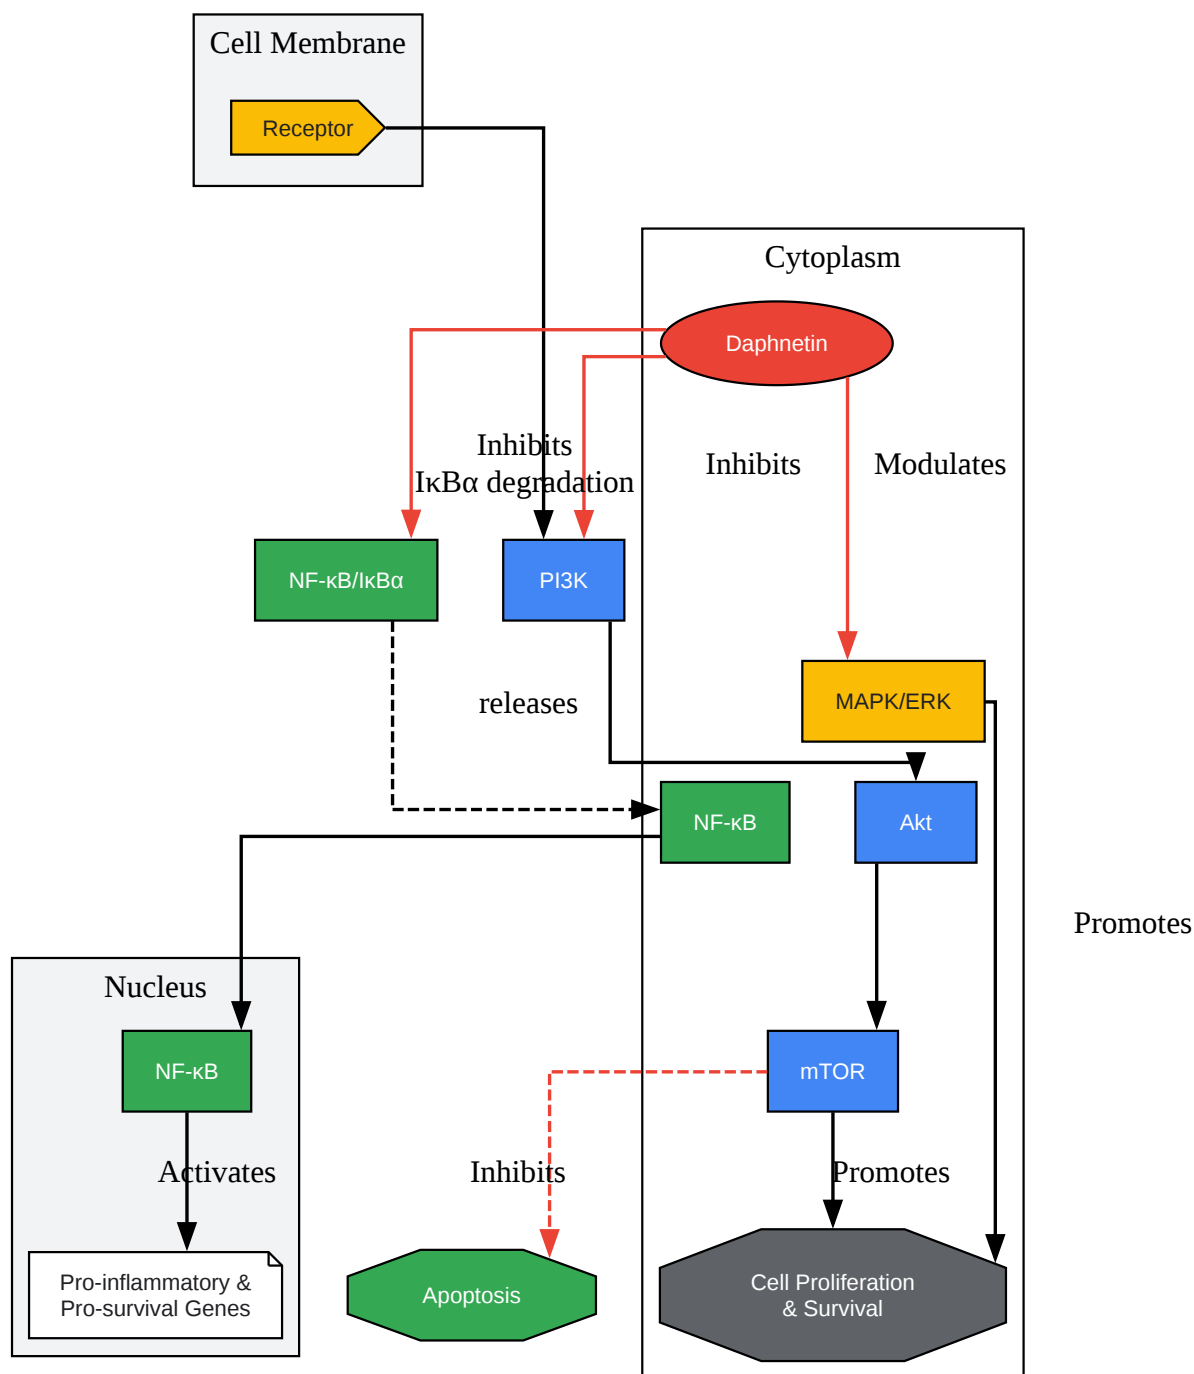 Cell Membrane
Receptor
Cytoplasm
Daphnetin
Inhibits
IκBα degradation
Inhibits
Modulates
NF-κB/IκBα
PI3K
releases
MAPK/ERK
NF-κB
Akt
Promotes
Nucleus
NF-κB
mTOR
Activates
Inhibits
Promotes
Pro-inflammatory &
Pro-survival Genes
Apoptosis
Cell Proliferation
& Survival